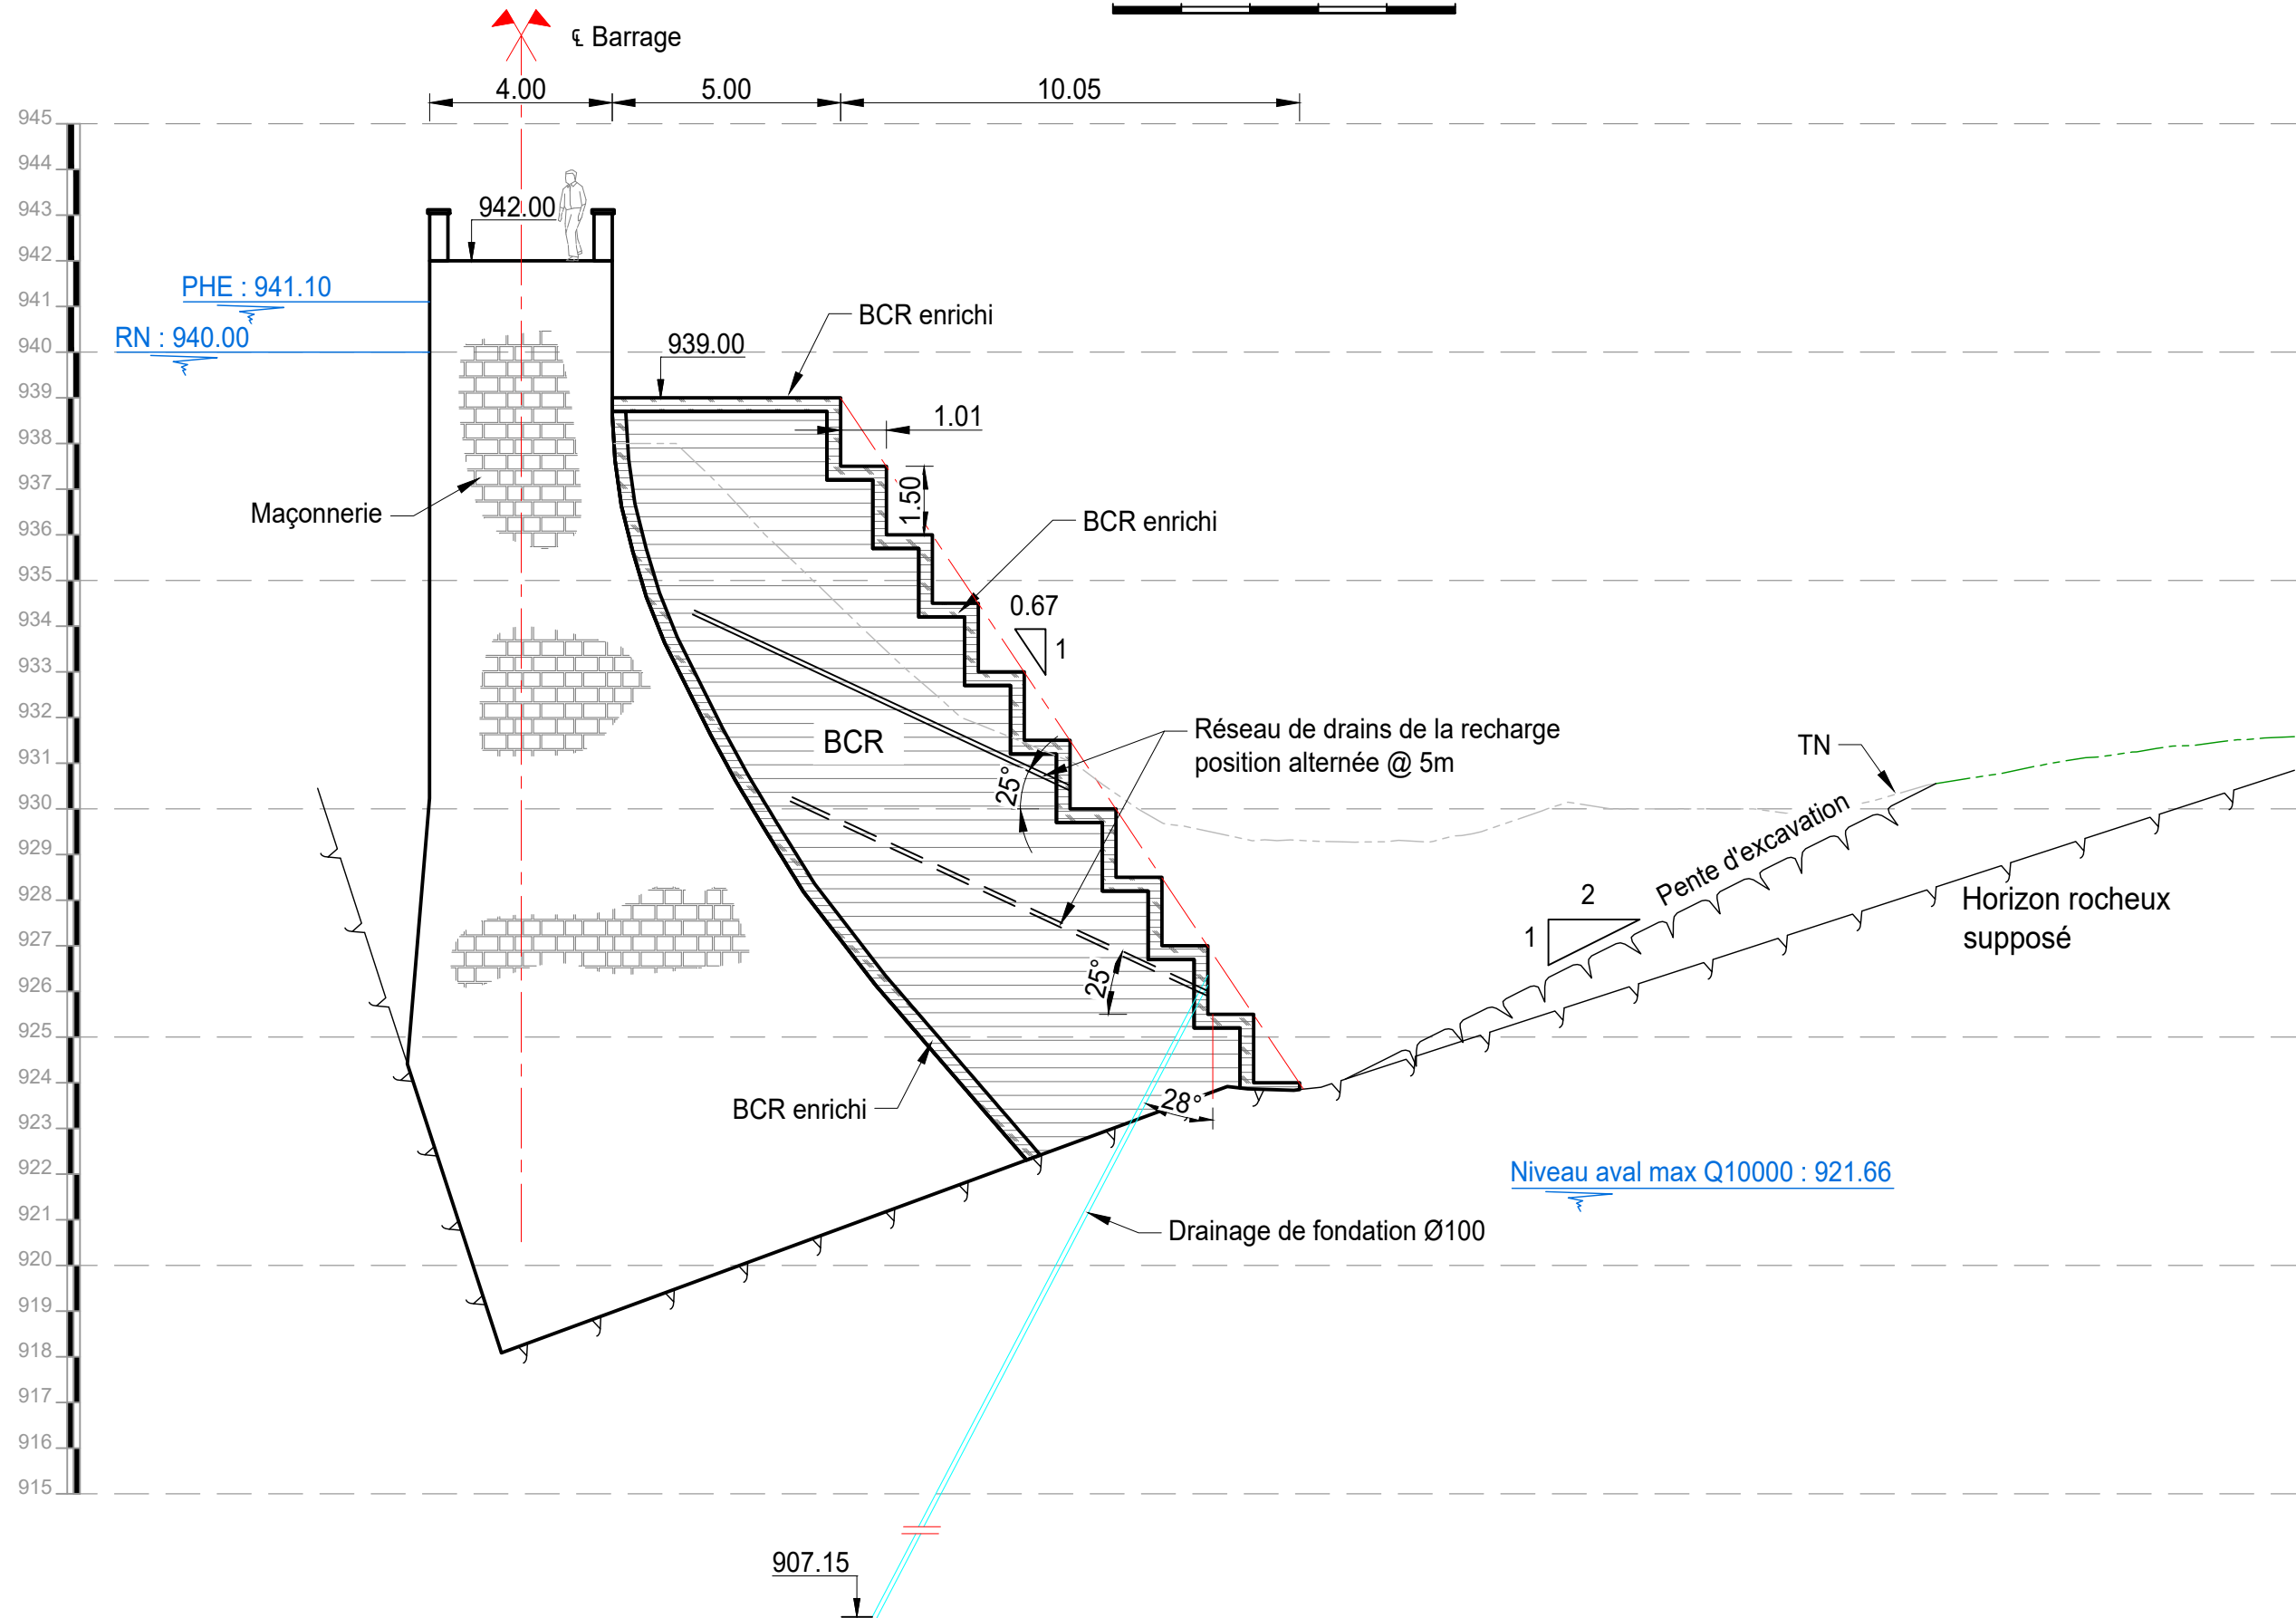 ℄ Barrage
4.00
5.00
10.05
945
944
943
942
941
940
939
938
937
936
935
934
933
932
931
930
929
928
927
926
925
924
923
922
921
920
919
918
917
916
915
942.00
PHE : 941.10
RN : 940.00
BCR enrichi
939.00
1.01
1.50
Maçonnerie
BCR enrichi
0.67
1
BCR
Réseau de drains de la recharge
position alternée @ 5m
25°
TN
Pente d'excavation
2
1
Horizon rocheux
supposé
25°
BCR enrichi
28°
Niveau aval max Q10000 : 921.66
Drainage de fondation Ø100
907.15